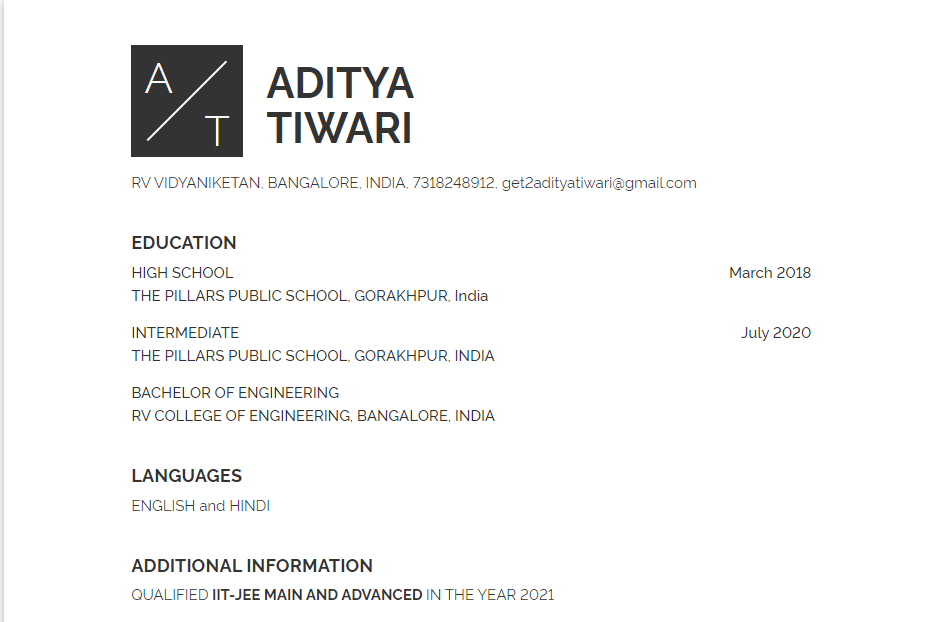 A
T
ADITYA
TIWARI
RV VIDYANIKETAN, BANGALORE, INDIA, 7318248912, get2adityatiwari@gmail.com
EDUCATION
HIGH SCHOOL March 2018
THE PILLARS PUBLIC SCHOOL, GORAKHPUR, India
INTERMEDIATE July 2020
THE PILLARS PUBLIC SCHOOL, GORAKHPUR, INDIA
BACHELOR OF ENGINEERING
RV COLLEGE OF ENGINEERING, BANGALORE, INDIA
LANGUAGES
ENGLISH and HINDI
ADDITIONAL INFORMATION
QUALIFIED IIT-JEE MAIN AND ADVANCED IN THE YEAR 2021